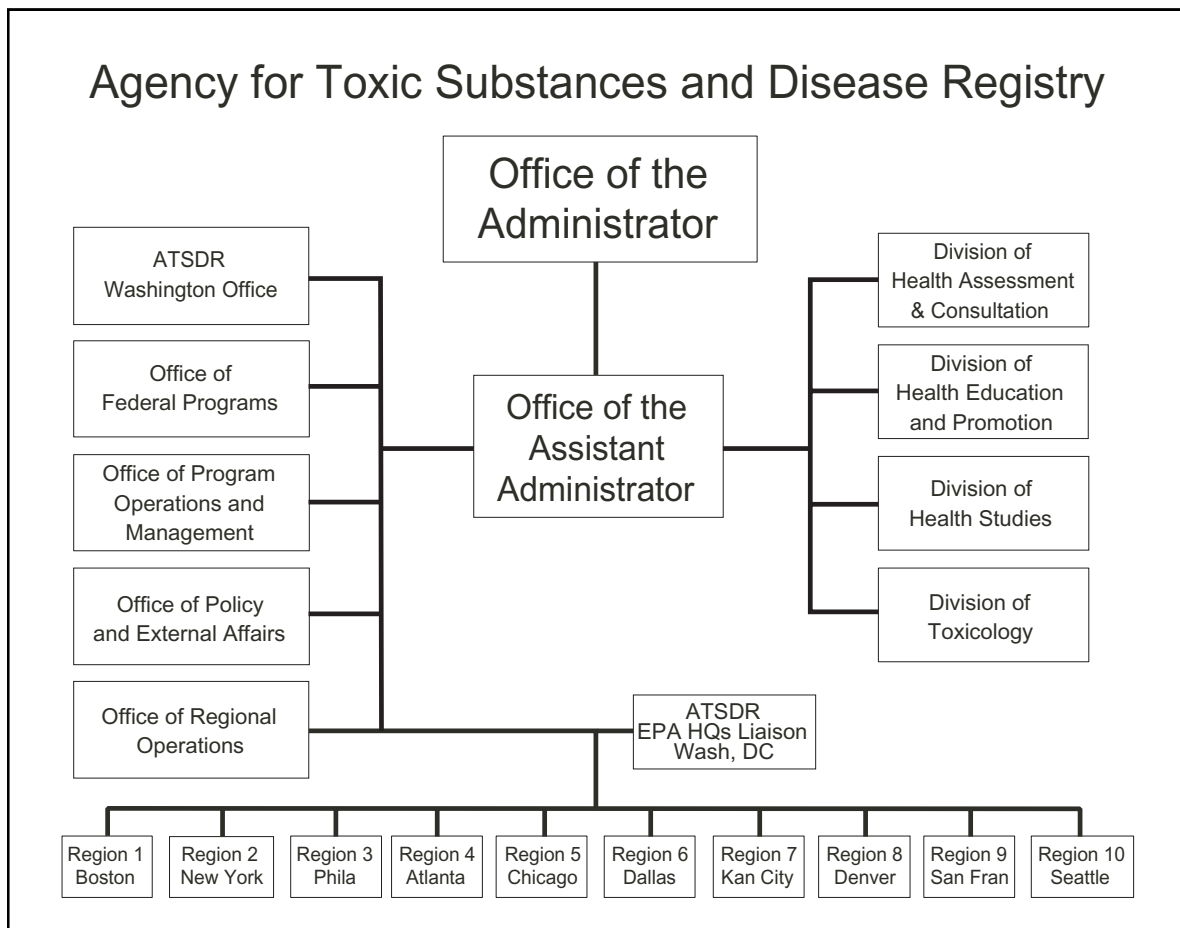 Agency for Toxic Substances and Disease Registry
Office of the
Administrator
ATSDR
Washington Office
Office of
Federal Programs
Office of Program
Operations and
Management
Office of Policy
and External Affairs
Office of Regional
Operations
Office of the
Assistant
Administrator
Division of
Health Assessment
& Consultation
Division of
Health Education
and Promotion
Division of
Health Studies
Division of
Toxicology
ATSDR
EPA HQs Liaison
Wash, DC
Region 1
Boston
Region 2
New York
Region 3
Phila
Region 4
Atlanta
Region 5
Chicago
Region 6
Dallas
Region 7
Kan City
Region 8
Denver
Region 9
San Fran
Region 10
Seattle